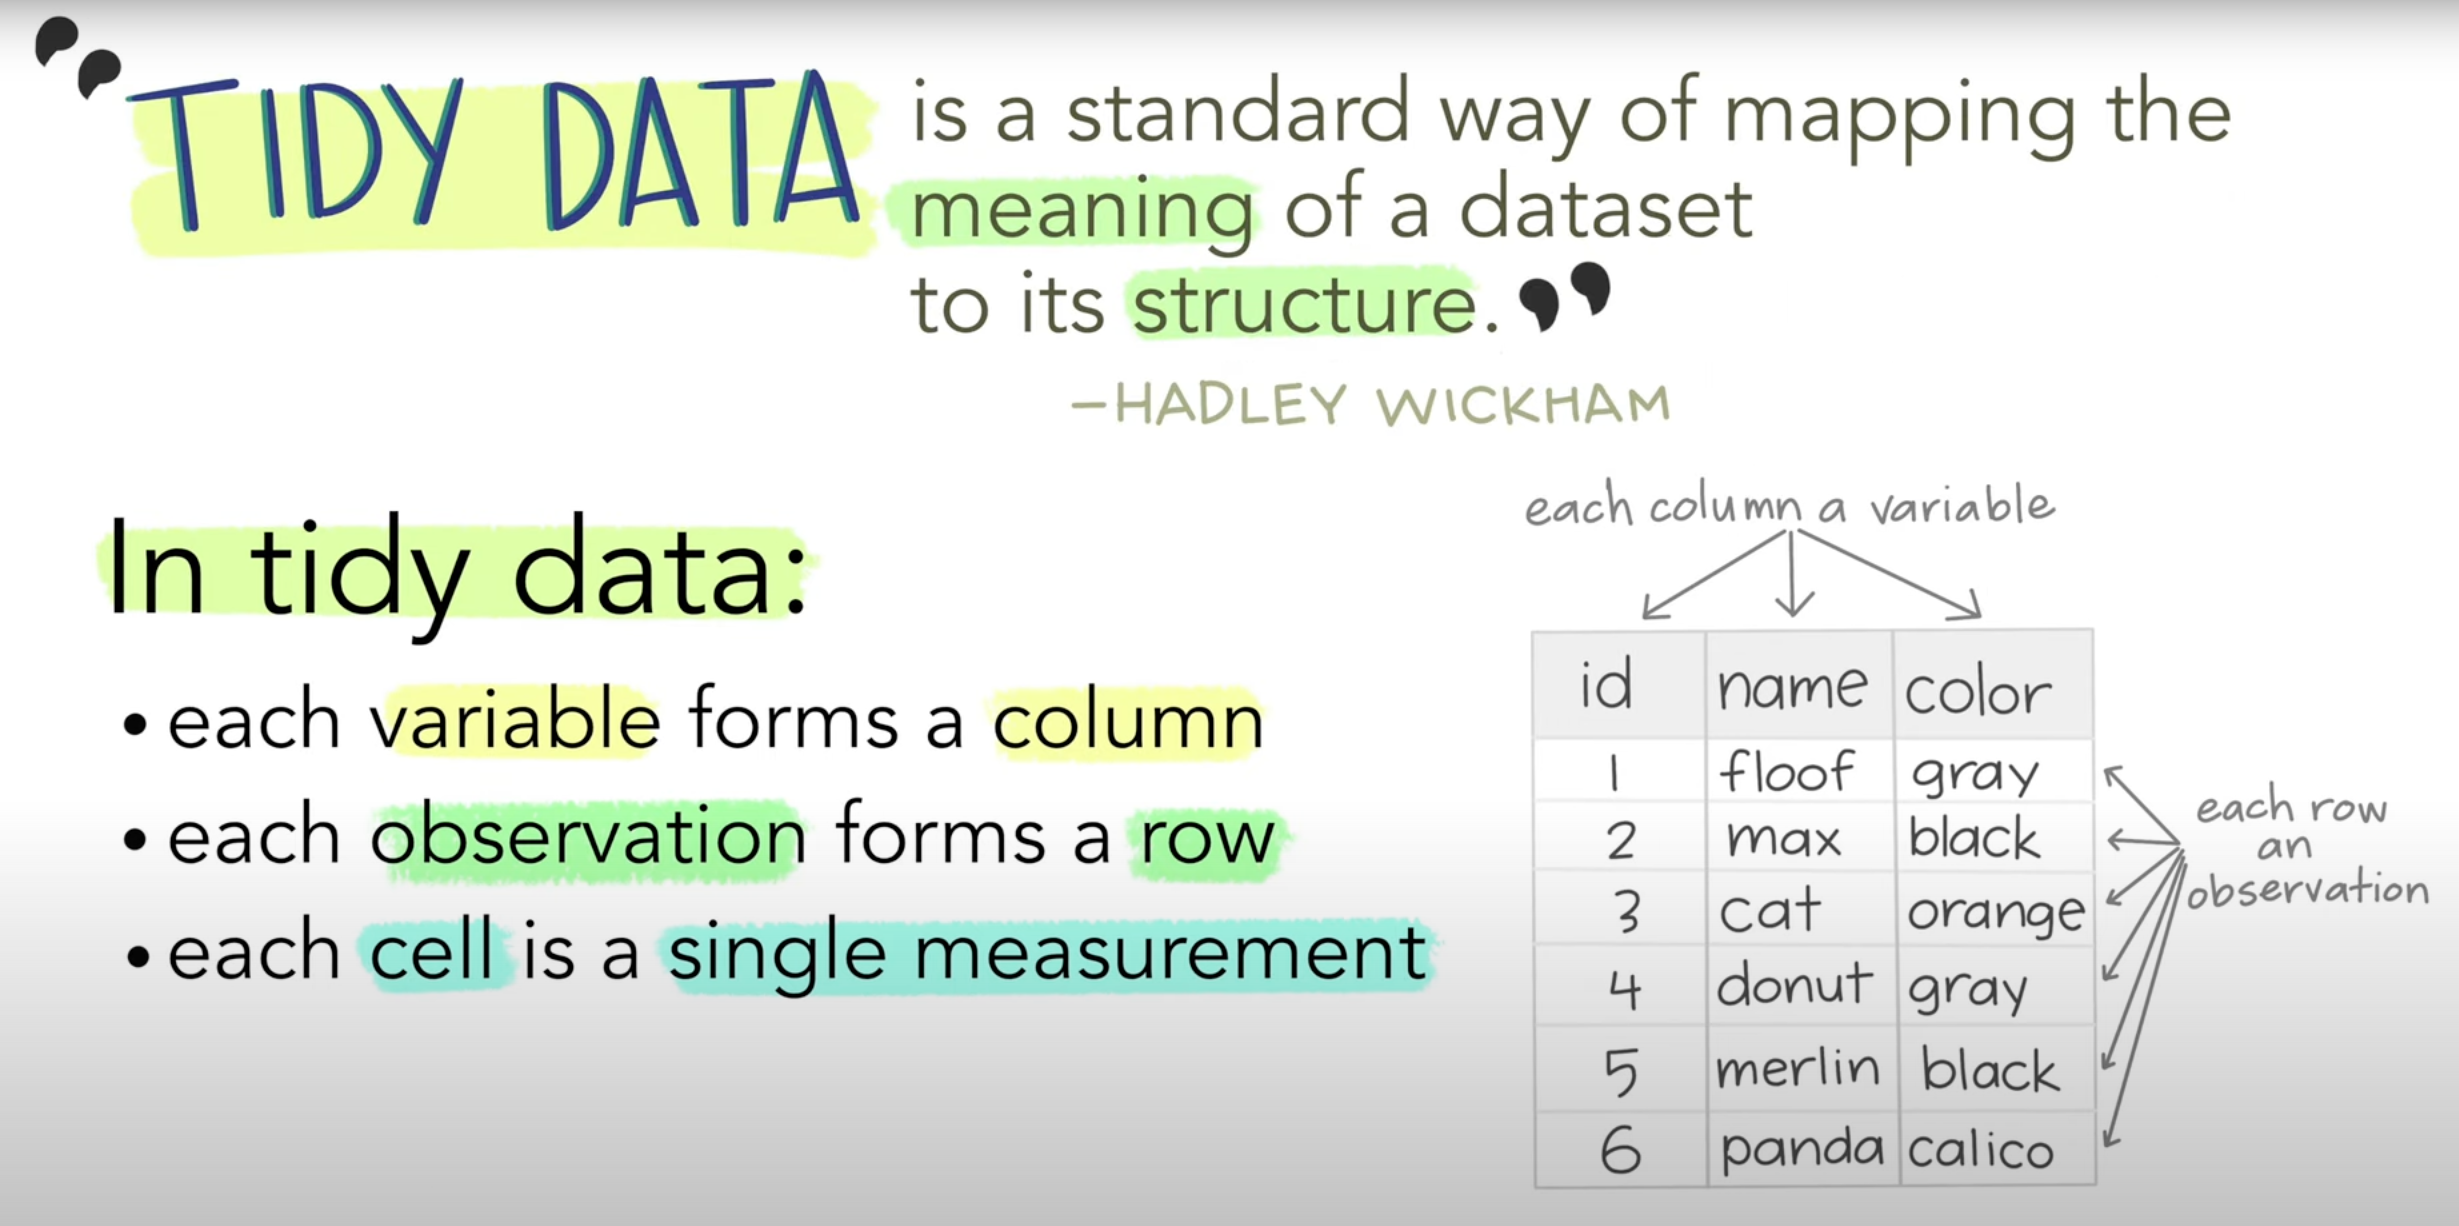 “TIDY DATA is a standard way of mapping the
meaning of a dataset
to its structure.”
–HADLEY WICKHAM
In tidy data:
• each variable forms a column
• each observation forms a row
• each cell is a single measurement
each column a variable
id name color
1 floof gray
2 max black
3 cat orange
4 donut gray
5 merlin black
6 panda calico
each row
an
observation